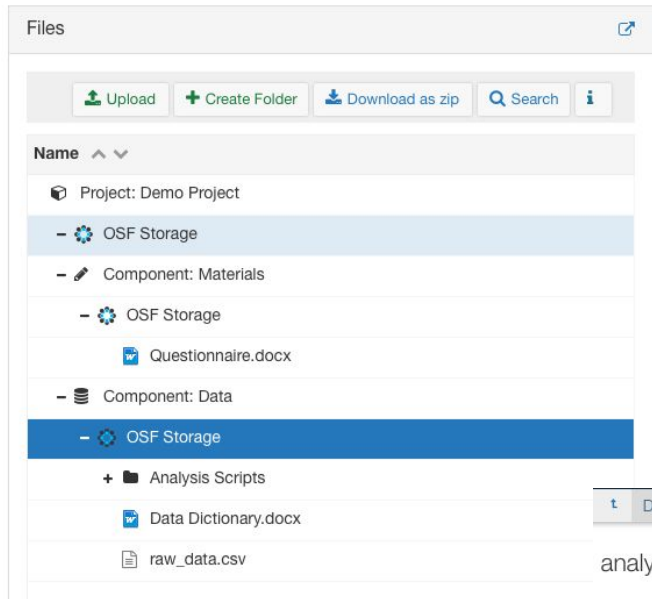 Files
Upload Create Folder Download as zip Search i
Name
Project: Demo Project
OSF Storage
Component: Materials
OSF Storage
Questionnaire.docx
Component: Data
OSF Storage
Analysis Scripts
t D
Data Dictionary.docx
raw_data.csv
analy